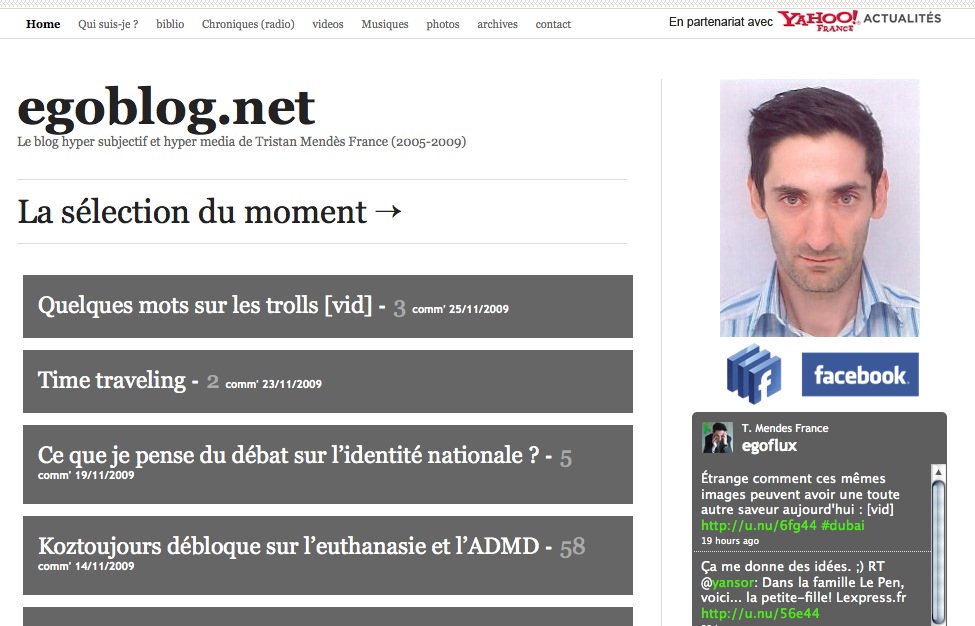 Home Qui suis-je ? biblio Chroniques (radio) videos Musiques photos archives contact
En partenariat avec YAHOO! FRANCE ACTUALITÉS
egoblog.net
Le blog hyper subjectif et hyper media de Tristan Mendès France (2005-2009)
La sélection du moment →
Quelques mots sur les trolls [vid] - 3 comm' 25/11/2009
Time traveling - 2 comm' 23/11/2009
Ce que je pense du débat sur l'identité nationale ? - 5
comm' 19/11/2009
Koztoujours débloque sur l'euthanasie et l'ADMD - 58
comm' 14/11/2009
f facebook.
T. Mendes France
egoflux
Étrange comment ces mêmes
images peuvent avoir une toute
autre saveur aujourd'hui : [vid]
http://u.nu/6fg44 #dubai
19 hours ago
Ça me donne des idées. ;) RT
@yansor: Dans la famille Le Pen,
voici... la petite-fille! Lexpress.fr
http://u.nu/56e44